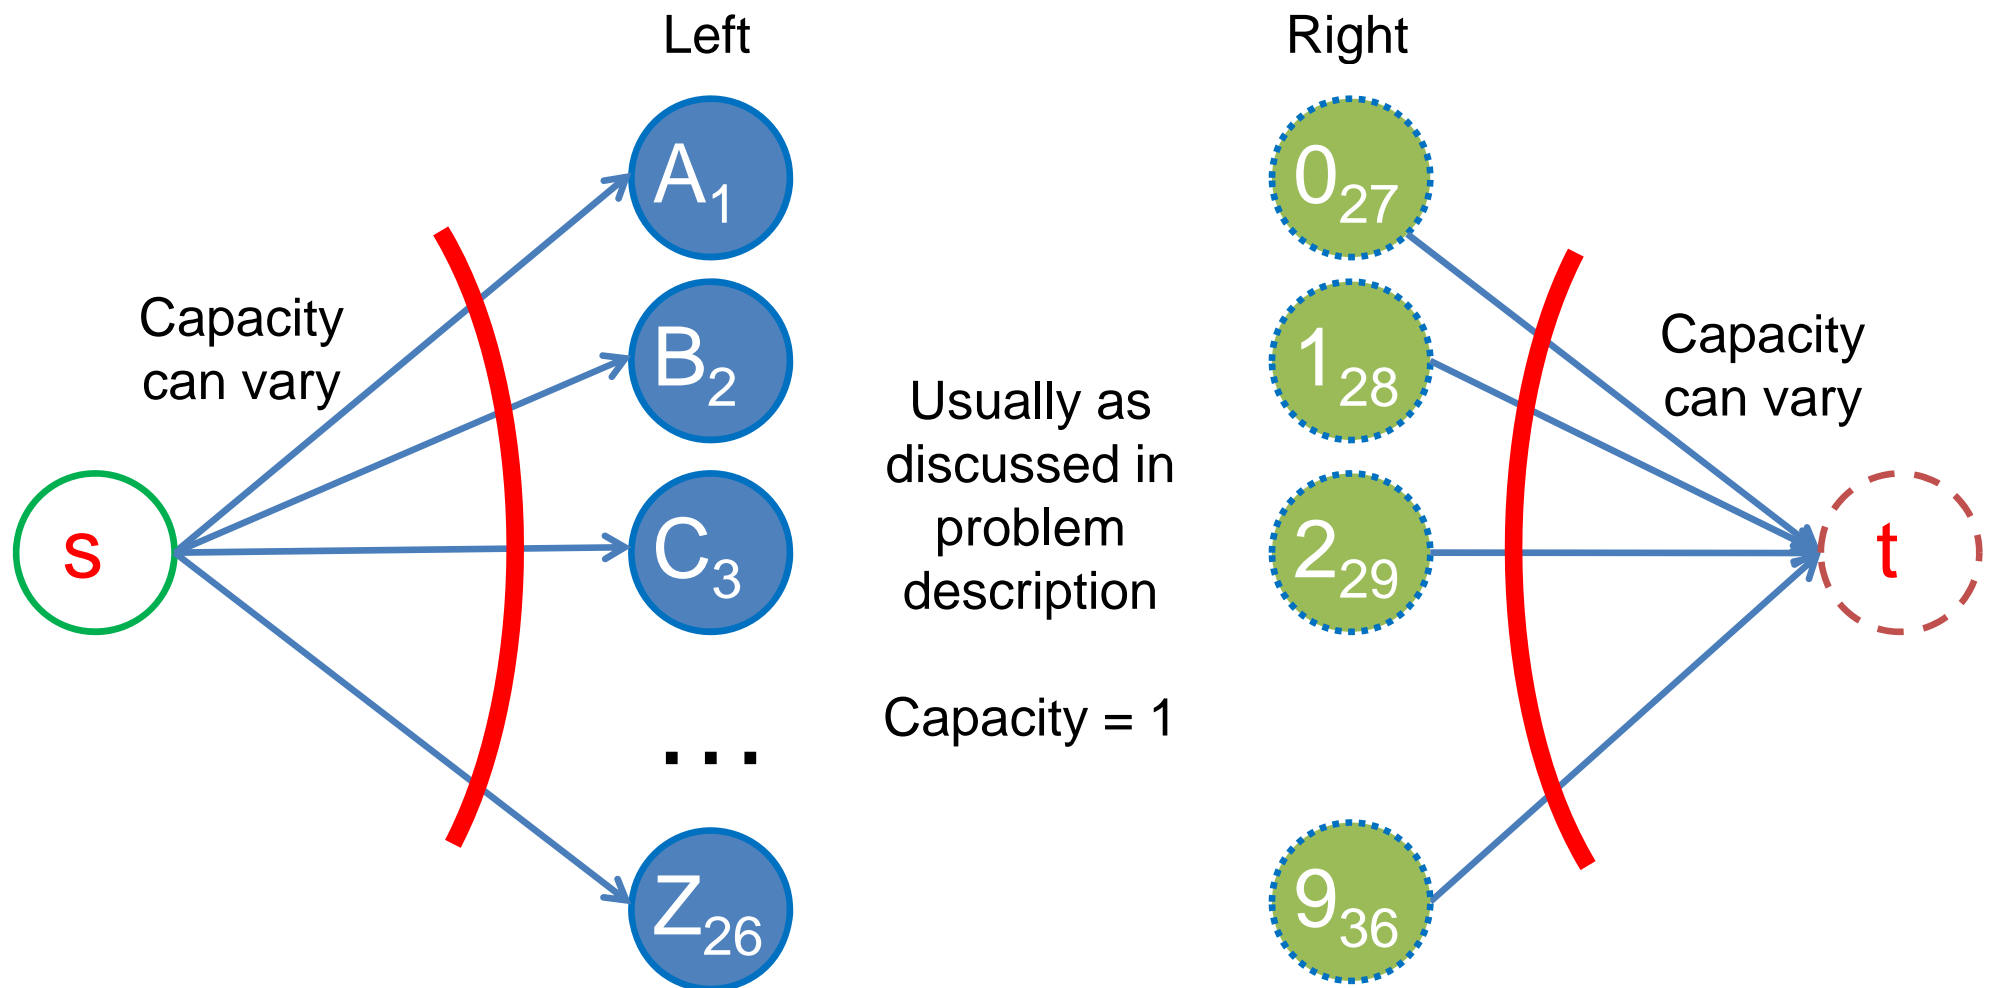 Left
Right
A1
B2
C3
...
Z26
Capacity
can vary
s
Usually as
discussed in
problem
description
Capacity = 1
027
128
229
936
Capacity
can vary
t